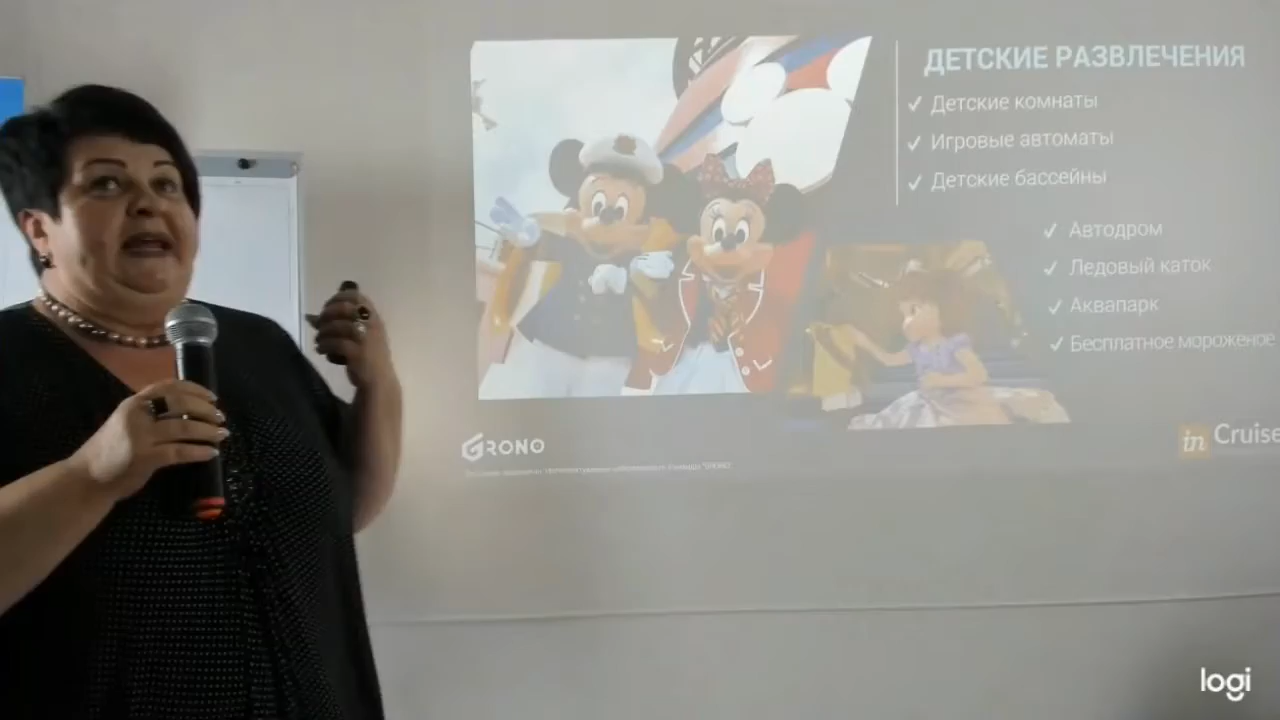 ДЕТСКИЕ РАЗВЛЕЧЕНИЯ
✓ Детские комнаты
✓ Игровые автоматы
✓ Детские бассейны
✓ Автодром
✓ Ледовый каток
✓ Аквапарк
✓ Бесплатное мороженое
GRONO
in Cruise
logi